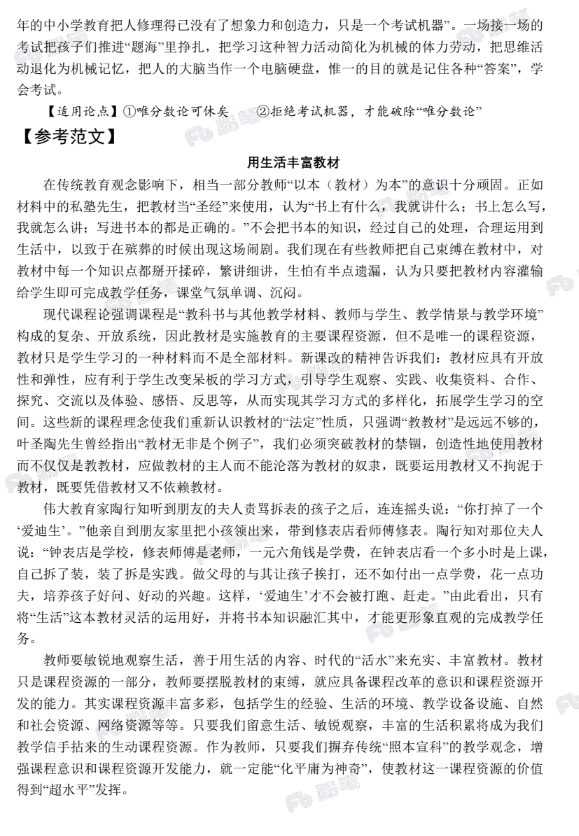 年的中小学教育把人修理得已没有了想象力和创造力，只是一个考试机器”。一场接一场的
考试把孩子们推进“题海”里挣扎，把学习这种智力活动简化为机械的体力劳动，把思维活
动退化为机械记忆，把人的大脑当作一个电脑硬盘，惟一的目的就是记住各种“答案”，学
会考试。
【适用论点】①唯分数论可休矣 ②拒绝考试机器，才能破除“唯分数论”
【参考范文】
用生活丰富教材
在传统教育观念影响下，相当一部分教师“以本（教材）为本”的意识十分顽固。正如
材料中的私塾先生，把教材当“圣经”来使用，认为“书上有什么，我就讲什么；书上怎么写，
我就怎么讲；写进书本的都是正确的。”不会把书本的知识，经过自己的处理，合理运用到
生活中，以致于在殡葬的时候出现这场闹剧。我们现在有些教师把自己束缚在教材中，对
教材中每一个知识点都掰开揉碎，繁讲细讲，生怕有半点遗漏，认为只要把教材内容灌输
给学生即可完成教学任务，课堂气氛单调、沉闷。
现代课程论强调课程是“教科书与其他教学材料、教师与学生、教学情景与教学环境”
构成的复杂、开放系统，因此教材是实施教育的主要课程资源，但不是唯一的课程资源，
教材只是学生学习的一种材料而不是全部材料。新课改的精神告诉我们：教材应具有开放
性和弹性，应有利于学生改变呆板的学习方式，引导学生观察、实践、收集资料、合作、
探究、交流以及体验、感悟、反思等，从而实现其学习方式的多样化，拓展学生学习的空
间。这些新的课程理念使我们重新认识教材的“法定”性质，只强调“教教材”是远远不够的，
叶圣陶先生曾经指出“教材无非是个例子”，我们必须突破教材的禁锢，创造性地使用教材
而不仅仅是教教材，应做教材的主人而不能沦落为教材的奴隶，既要运用教材又不拘泥于
教材，既要凭借教材又不依赖教材。
伟大教育家陶行知听到朋友的夫人责骂拆表的孩子之后，连连摇头说：“你打掉了一个
‘爱迪生’。”他亲自到朋友家里把小孩领出来，带到修表店看师傅修表。陶行知对那位夫人
说：“钟表店是学校，修表师傅是老师，一元六角钱是学费，在钟表店看一个多小时是上课，
自己拆了装，装了拆是实践。做父母的与其让孩子挨打，还不如付出一点学费，花一点功
夫，培养孩子好问、好动的兴趣。这样，‘爱迪生’才不会被打跑、赶走。”由此看出，只有
将“生活”这本教材灵活的运用好，并将书本知识融汇其中，才能更形象直观的完成教学任
务。
教师要敏锐地观察生活，善于用生活的内容、时代的“活水”来充实、丰富教材。教材
只是课程资源的一部分，教师要摆脱教材的束缚，就应具备课程改革的意识和课程资源开
发的能力。其实课程资源丰富多彩，包括学生的经验、生活的环境、教学设备设施、自然
和社会资源、网络资源等等。只要我们留意生活、敏锐观察，丰富的生活积累将成为我们
教学信手拈来的生动课程资源。作为教师，只要我们摒弃传统“照本宣科”的教学观念，增
强课程意识和课程资源开发能力，就一定能“化平庸为神奇”，使教材这一课程资源的价值
得到“超水平”发挥。